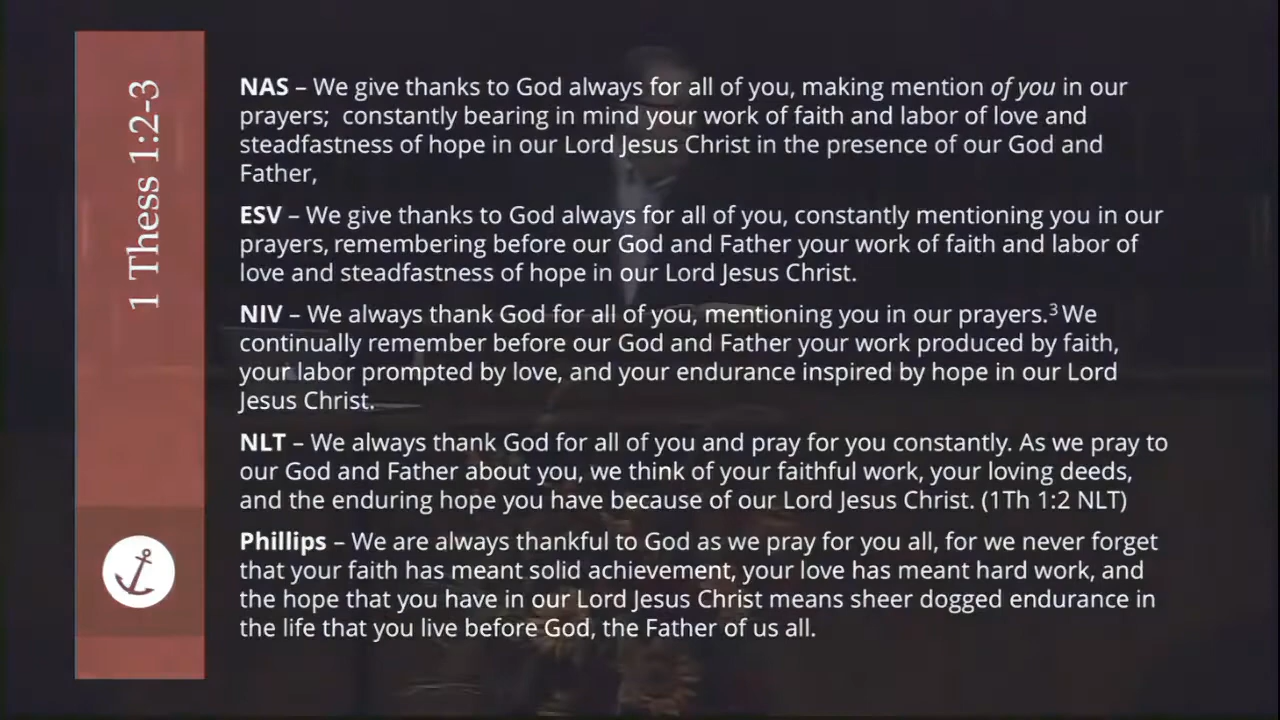 1 Thess 1:2-3
NAS – We give thanks to God always for all of you, making mention of you in our
prayers;  constantly bearing in mind your work of faith and labor of love and
steadfastness of hope in our Lord Jesus Christ in the presence of our God and
Father,
ESV – We give thanks to God always for all of you, constantly mentioning you in our
prayers, remembering before our God and Father your work of faith and labor of
love and steadfastness of hope in our Lord Jesus Christ.
NIV – We always thank God for all of you, mentioning you in our prayers.³ We
continually remember before our God and Father your work produced by faith,
your labor prompted by love, and your endurance inspired by hope in our Lord
Jesus Christ.
NLT – We always thank God for all of you and pray for you constantly. As we pray to
our God and Father about you, we think of your faithful work, your loving deeds,
and the enduring hope you have because of our Lord Jesus Christ. (1Th 1:2 NLT)
Phillips – We are always thankful to God as we pray for you all, for we never forget
that your faith has meant solid achievement, your love has meant hard work, and
the hope that you have in our Lord Jesus Christ means sheer dogged endurance in
the life that you live before God, the Father of us all.